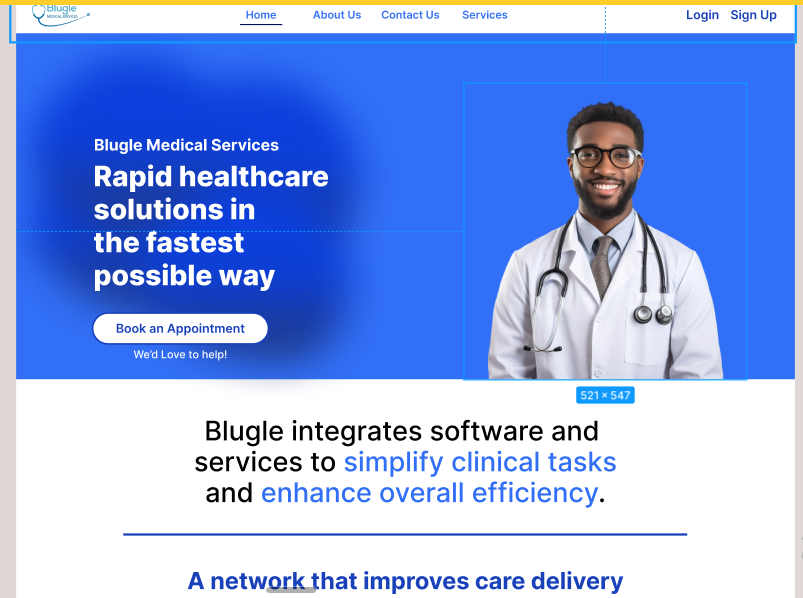 Blugle
MEDICAL SERVICES
Home About Us Contact Us Services
Login Sign Up
Blugle Medical Services
Rapid healthcare
solutions in
the fastest
possible way
Book an Appointment
We'd Love to help!
521 × 547
Blugle integrates software and
services to simplify clinical tasks
and enhance overall efficiency.
A network that improves care delivery